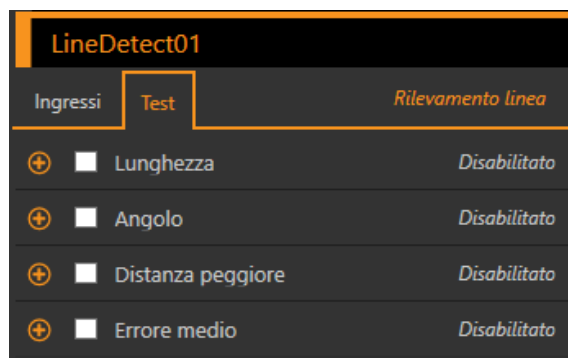 LineDetect01
Ingressi Test Rilevamento linea
Lunghezza Disabilitato
Angolo Disabilitato
Distanza peggiore Disabilitato
Errore medio Disabilitato